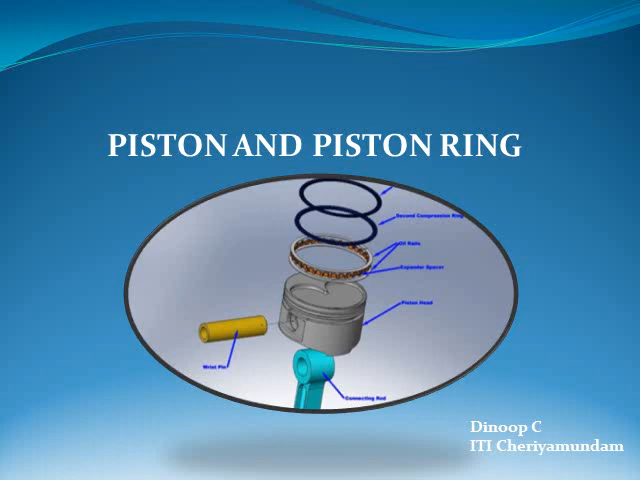 PISTON AND PISTON RING
Second Compression Ring
Oil Rails
Expander Spacer
Piston Head
Wrist Pin
Connecting Rod
Dinoop C
ITI Cheriyamundam